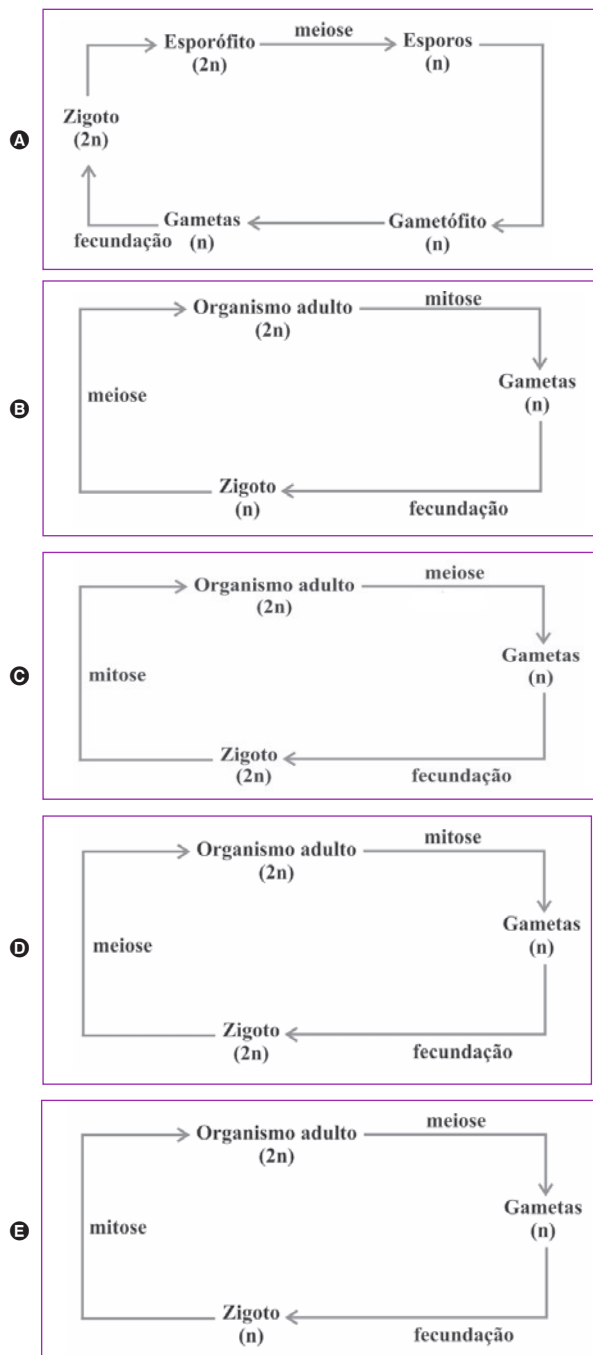 A
Esporófito
(2n)
meiose
Esporos
(n)
Zigoto
(2n)
fecundação
Gametas
(n)
Gametófito
(n)
B
Organismo adulto
(2n)
mitose
Gametas
(n)
meiose
Zigoto
(n)
fecundação
C
Organismo adulto
(2n)
meiose
Gametas
(n)
mitose
Zigoto
(2n)
fecundação
D
Organismo adulto
(2n)
mitose
Gametas
(n)
meiose
Zigoto
(2n)
fecundação
E
Organismo adulto
(2n)
meiose
Gametas
(n)
mitose
Zigoto
(n)
fecundação